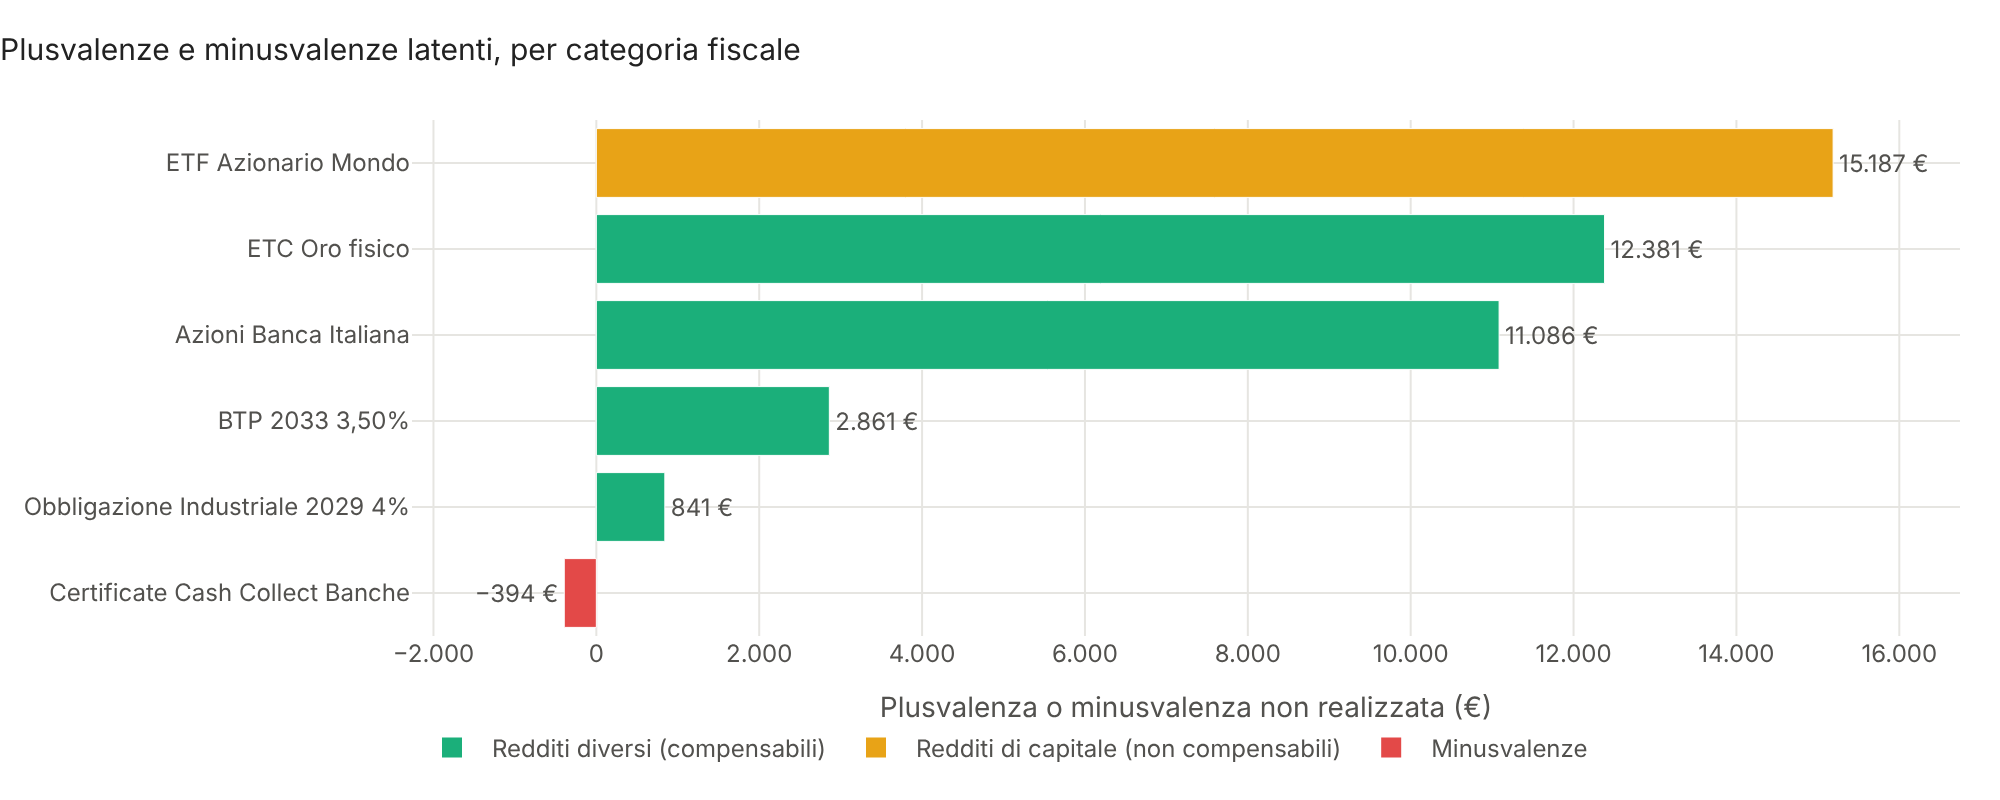 Plusvalenze e minusvalenze latenti, per categoria fiscale
ETF Azionario Mondo
15.187 €
ETC Oro fisico
12.381 €
Azioni Banca Italiana
11.086 €
BTP 2033 3,50%
2.861 €
Obbligazione Industriale 2029 4%
841 €
Certificate Cash Collect Banche
−394 €
−2.000 0 2.000 4.000 6.000 8.000 10.000 12.000 14.000 16.000
Plusvalenza o minusvalenza non realizzata (€)
Redditi diversi (compensabili) Redditi di capitale (non compensabili) Minusvalenze